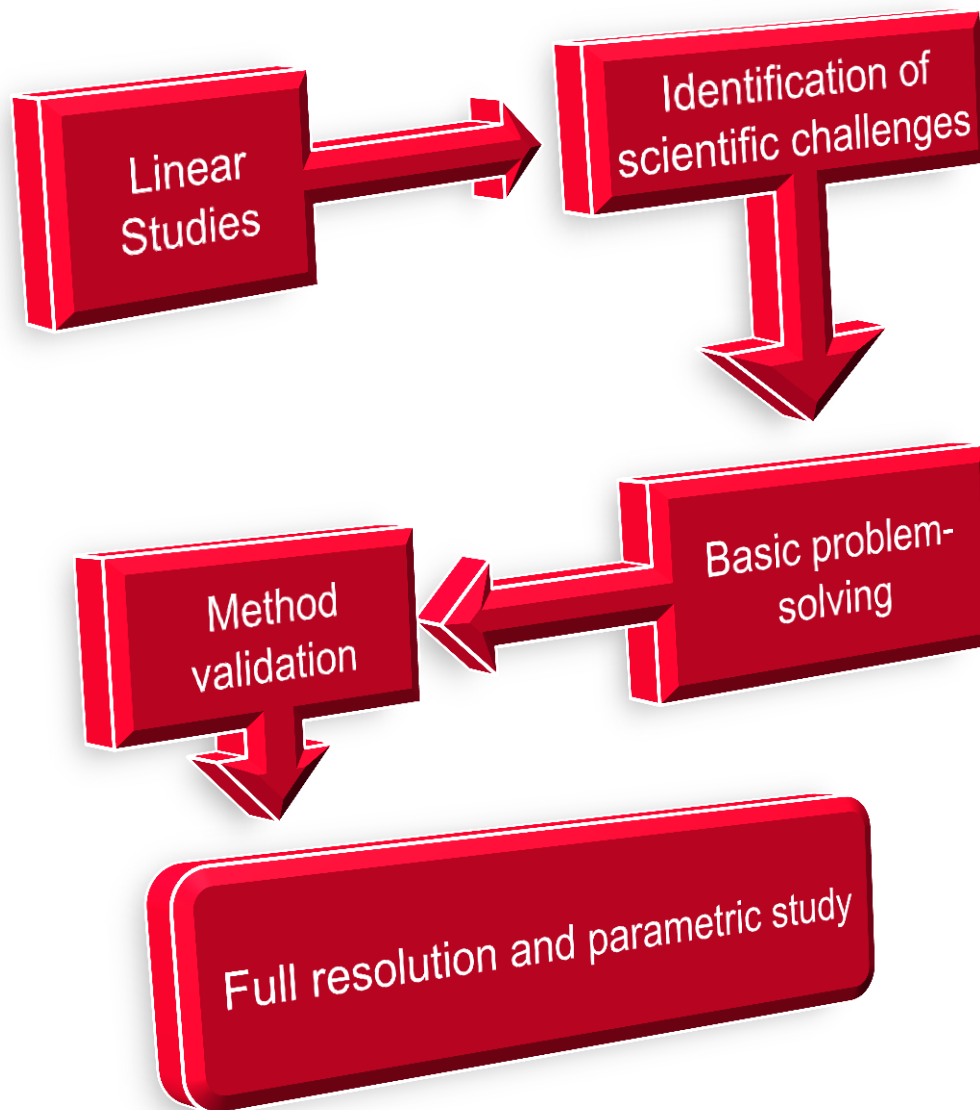 Linear
Studies
Identification of
scientific challenges
Basic problem-
solving
Method
validation
Full resolution and parametric study